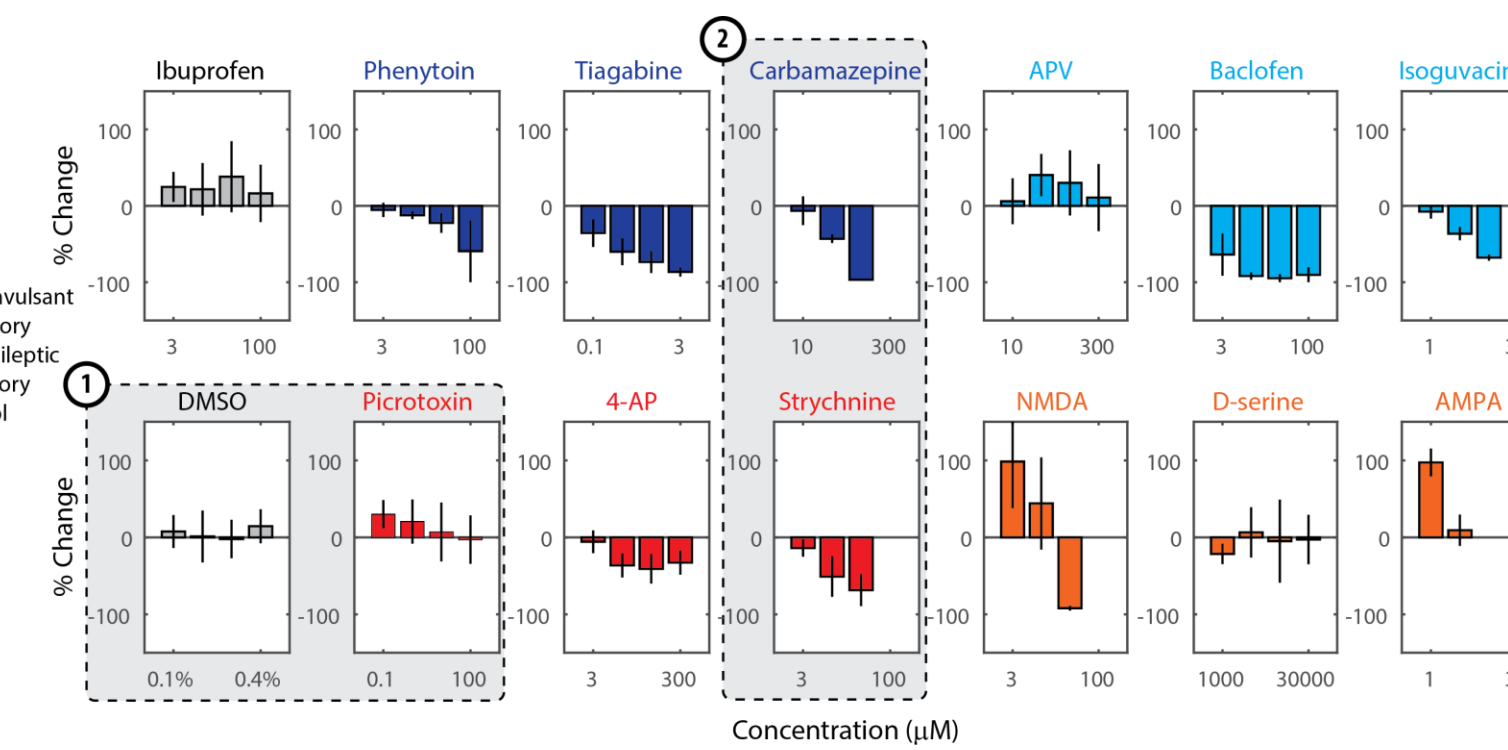 2
Ibuprofen Phenytoin Tiagabine Carbamazepine APV Baclofen
% Change
100 100 100 100 100 100 100
0 0 0 0 0 0 0
-100 -100 -100 -100 -100 -100 -100
3 100 3 100 0.1 3 10 300 10 300 3 100 1
1
DMSO Picrotoxin 4-AP Strychnine NMDA D-serine AMPA
% Change
100 100 100 100 100 100 100
0 0 0 0 0 0 0
-100 -100 -100 -100 -100 -100 -100
0.1% 0.4% 0.1 100 3 300 3 100 3 100 1000 30000 1
Concentration (μM)